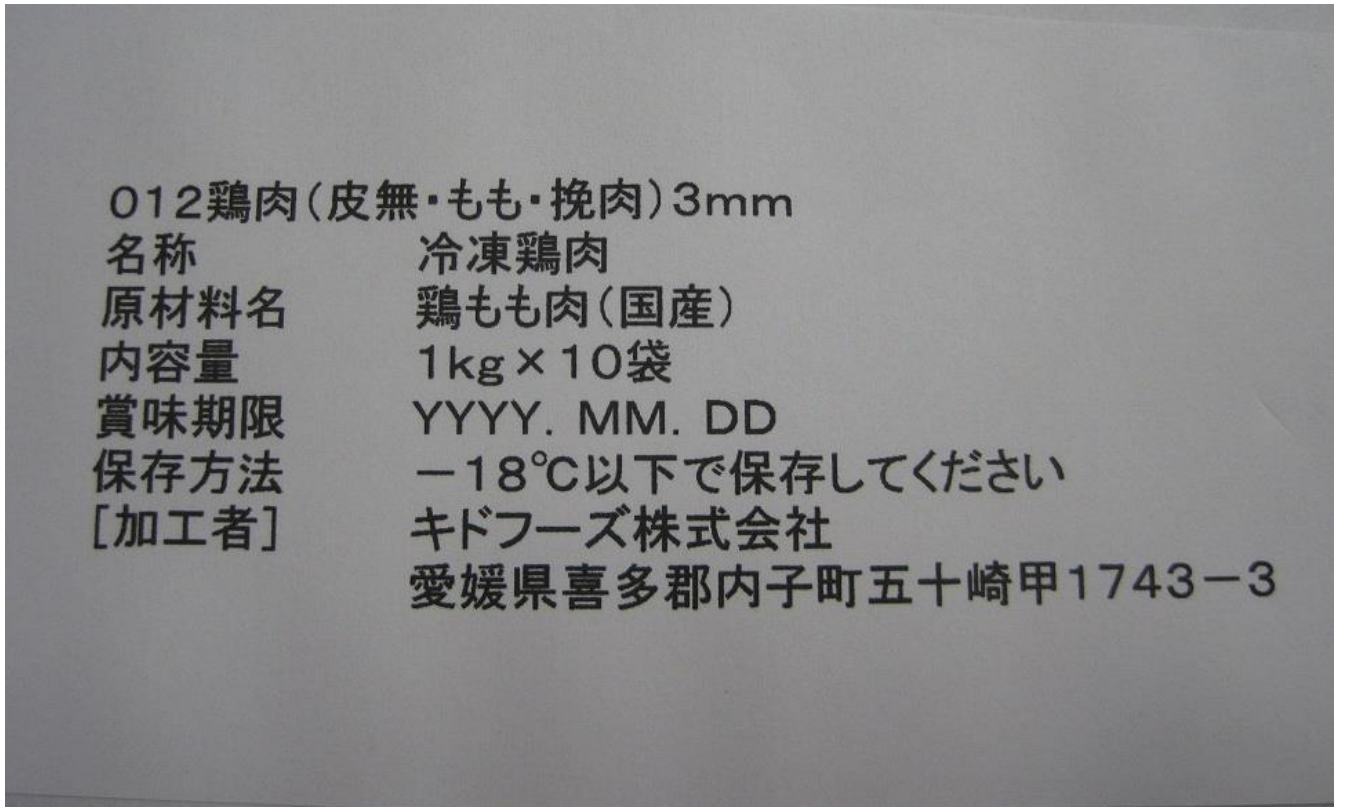 012鶏肉(皮無・もも・挽肉)3mm
名称 冷凍鶏肉
原材料名 鶏もも肉(国産)
内容量 1kg×10袋
賞味期限 YYYY. MM. DD
保存方法 -18℃以下で保存してください
[加工者] キドフーズ株式会社
愛媛県喜多郡内子町五十崎甲1743-3